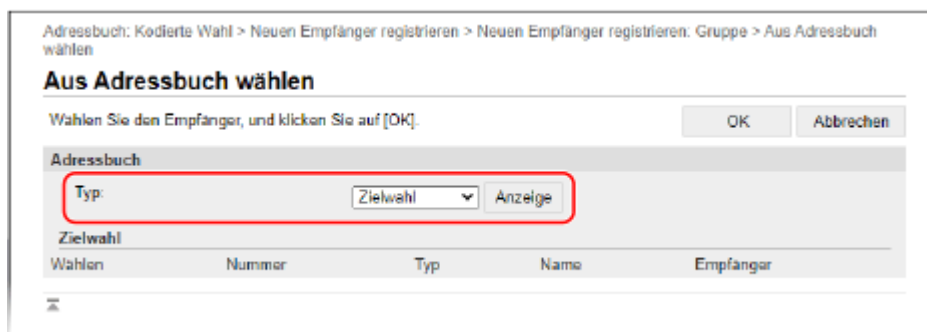 Adressbuch: Kodierte Wahl > Neuen Empfänger registrieren > Neuen Empfänger registrieren: Gruppe > Aus Adressbuch
wählen
Aus Adressbuch wählen
Wählen Sie den Empfänger, und klicken Sie auf [OK]. OK Abbrechen
Adressbuch
Typ: Zielwahl Anzeige
Zielwahl
Wählen Nummer Typ Name Empfänger